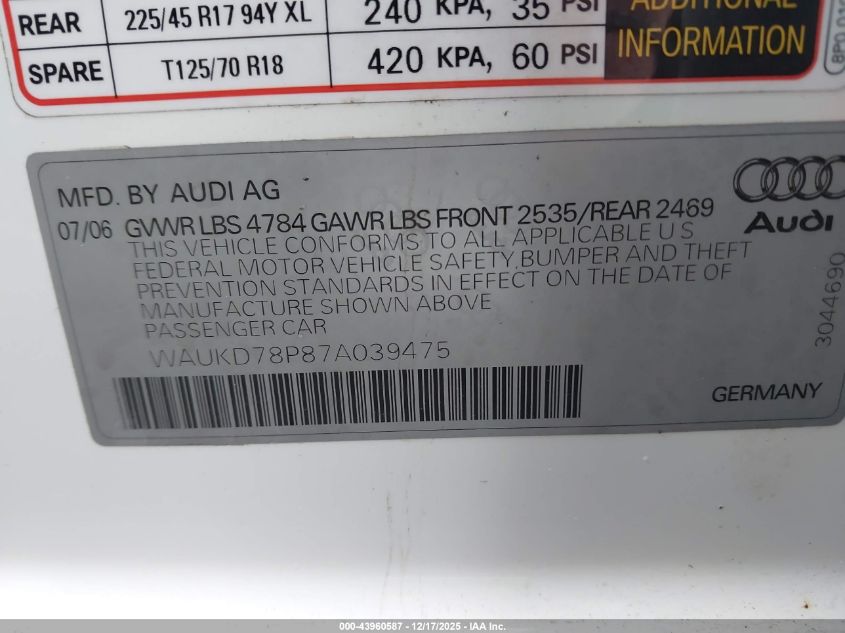 REAR 225/45 R17 94Y XL 240 KPA, 35 PSI
ADDITIONAL
INFORMATION
SPARE T125/70 R18 420 KPA, 60 PSI
MFD. BY AUDI AG
07/06 GVWR LBS 4784 GAWR LBS FRONT 2535/REAR 2469
THIS VEHICLE CONFORMS TO ALL APPLICABLE U S
FEDERAL MOTOR VEHICLE SAFETY, BUMPER AND THEFT
PREVENTION STANDARDS IN EFFECT ON THE DATE OF
MANUFACTURE SHOWN ABOVE
PASSENGER CAR
WAUKD78P87A039475
Audi
3044690
GERMANY
000-43960587 - 12/17/2025 - IAA Inc.